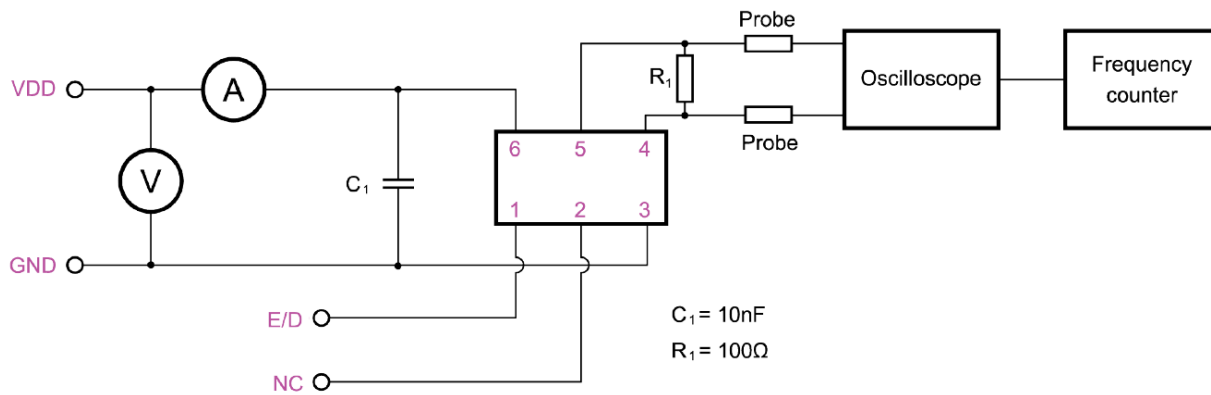 Probe
VDD
A
R₁
Oscilloscope
Frequency
counter
Probe
6 5 4
V
C₁
1 2 3
GND
E/D
C₁ = 10nF
R₁ = 100Ω
NC